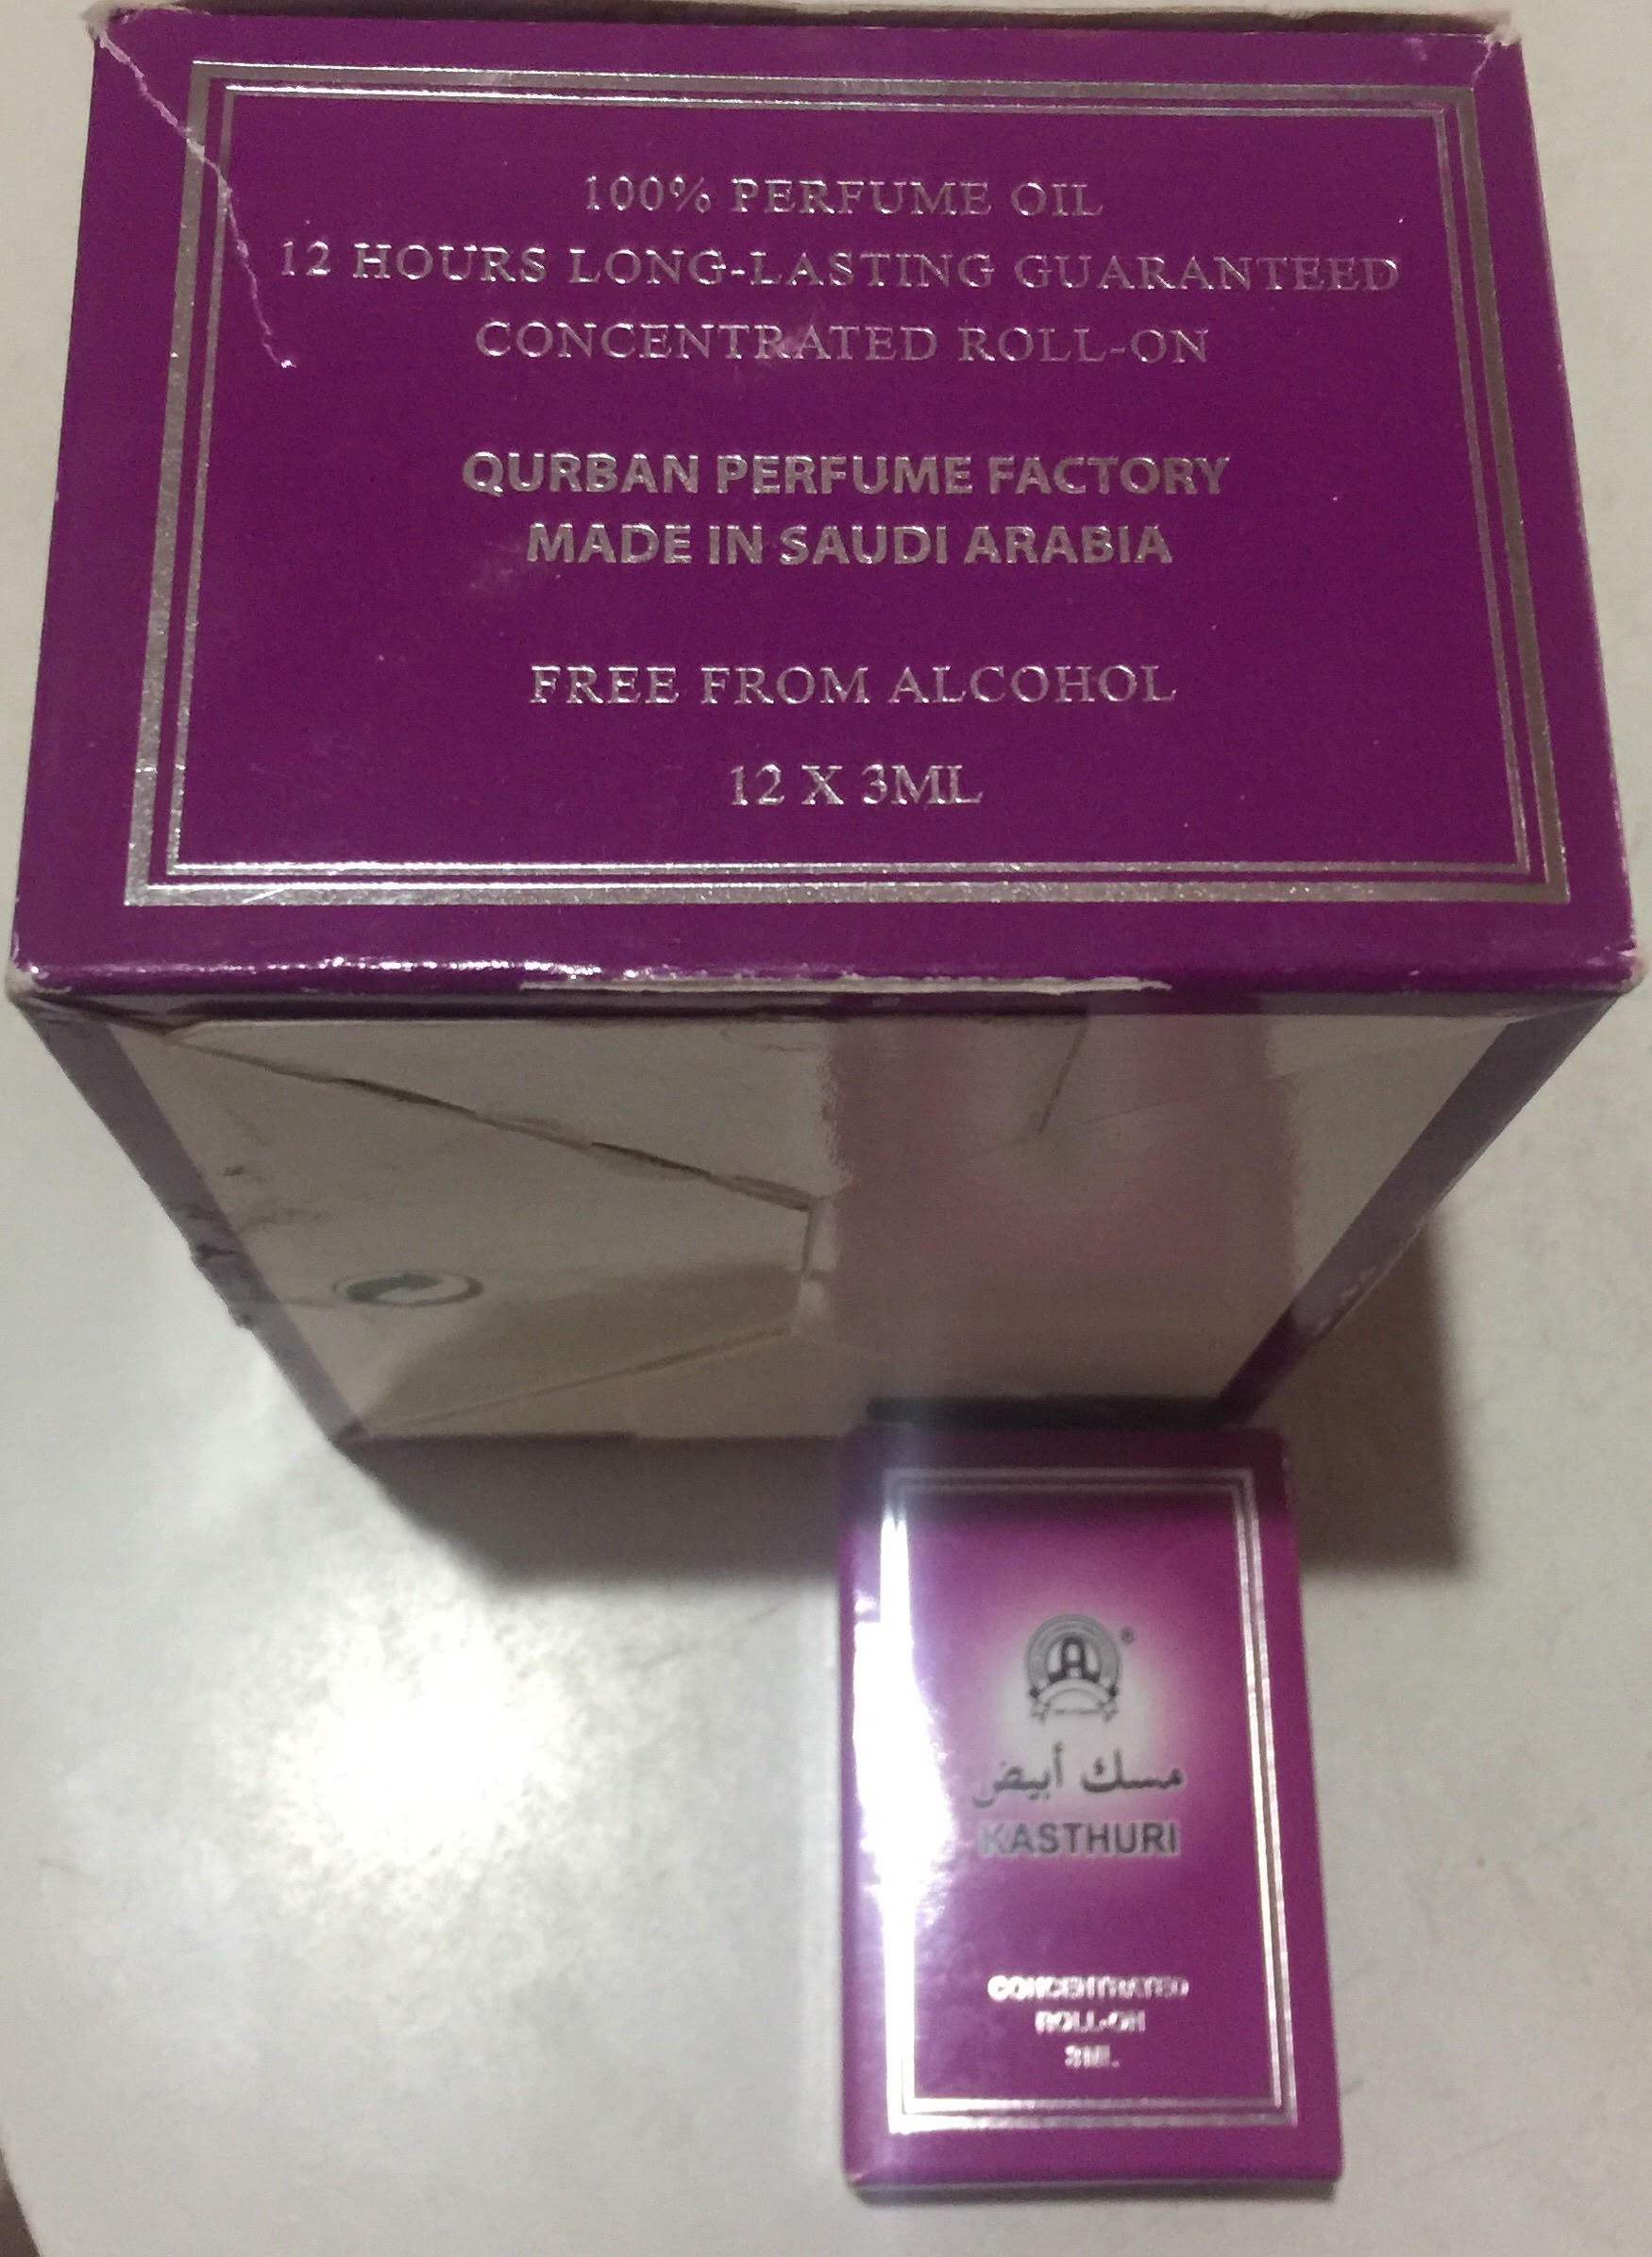 100% PERFUME OIL
12 HOURS LONG-LASTING GUARANTEED
CONCENTRATED ROLL-ON
QURBAN PERFUME FACTORY
MADE IN SAUDI ARABIA
FREE FROM ALCOHOL
12 X 3ML
A ®
مسك أبيض
KASTHURI
CONCENTRATED
ROLL-ON
3ML